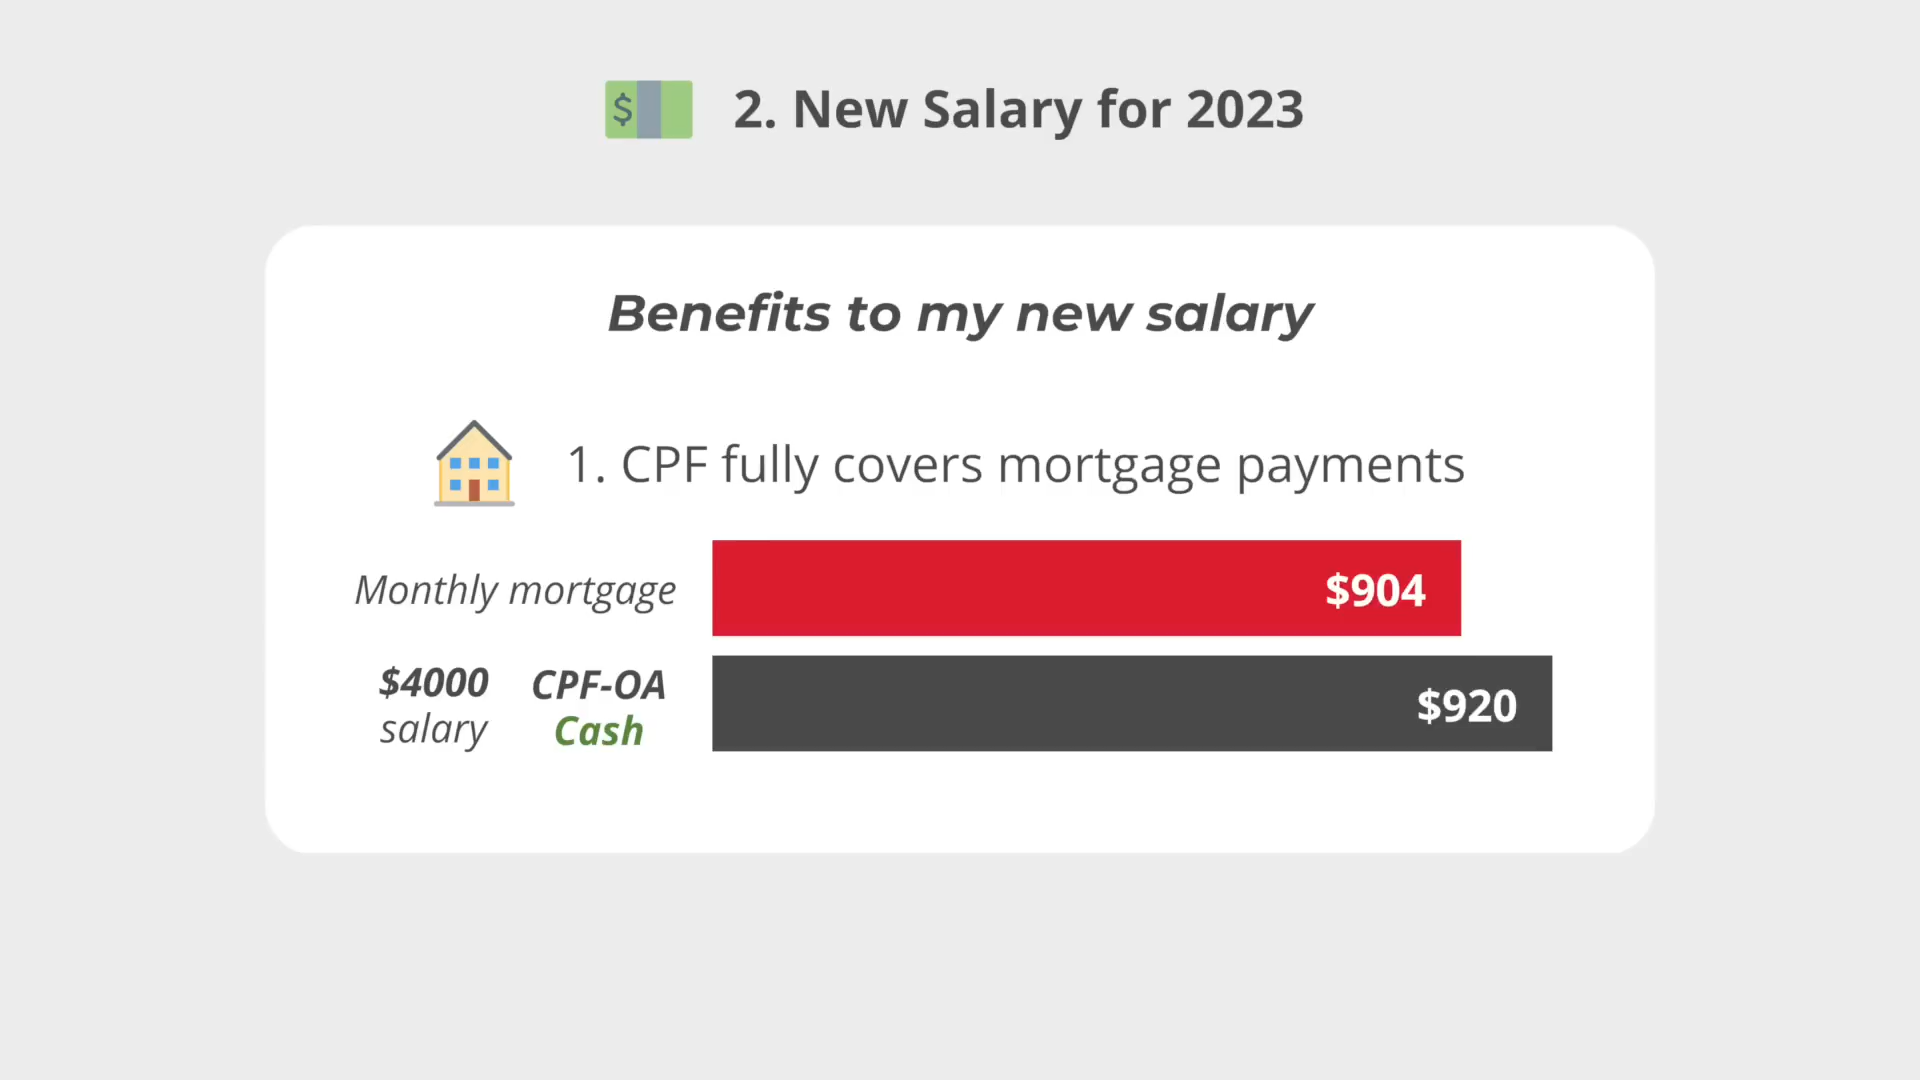 $ 2. New Salary for 2023
Benefits to my new salary
1. CPF fully covers mortgage payments
Monthly mortgage $904
$4000 CPF-OA $920
salary Cash